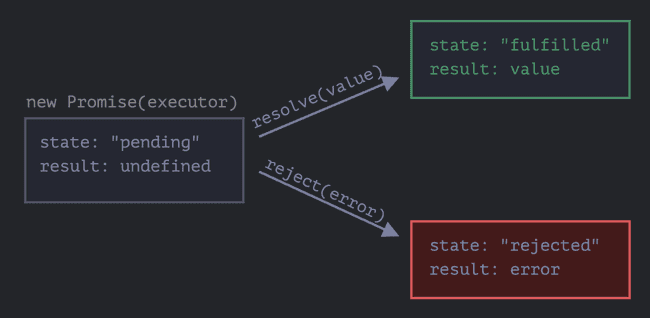 new Promise(executor)
state: "pending"
result: undefined
resolve(value)
state: "fulfilled"
result: value
reject(error)
state: "rejected"
result: error